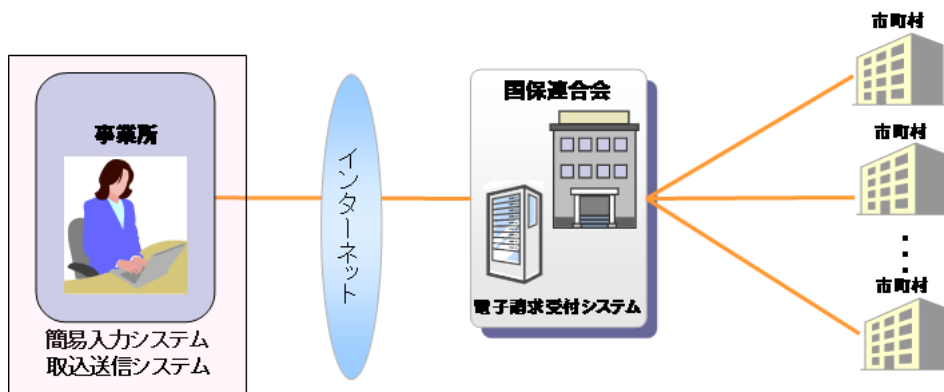 事業所
簡易入力システム
取込送信システム
インターネット
国保連合会
電子請求受付システム
市町村
市町村
市町村